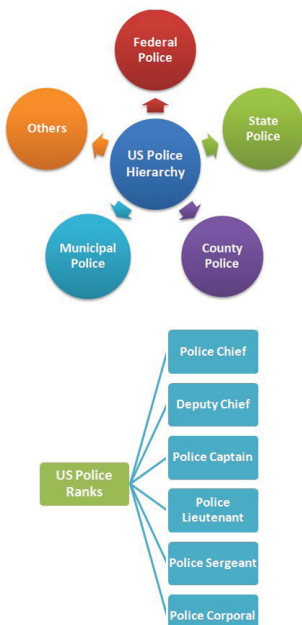 Federal
Police
State
Police
Others
US Police
Hierarchy
Municipal
Police
County
Police
Police Chief
Deputy Chief
Police Captain
US Police
Ranks
Police
Lieutenant
Police Sergeant
Police Corporal